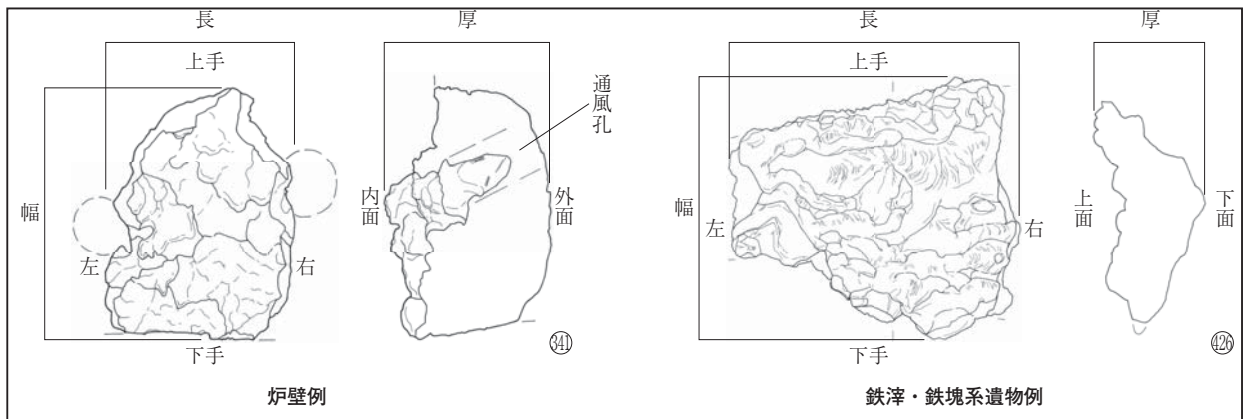 長
上手
幅
左
右
下手
厚
通風孔
内面
外面
341
炉壁例
長
上手
幅
左
右
下手
厚
上面
下面
426
鉄滓・鉄塊系遺物例